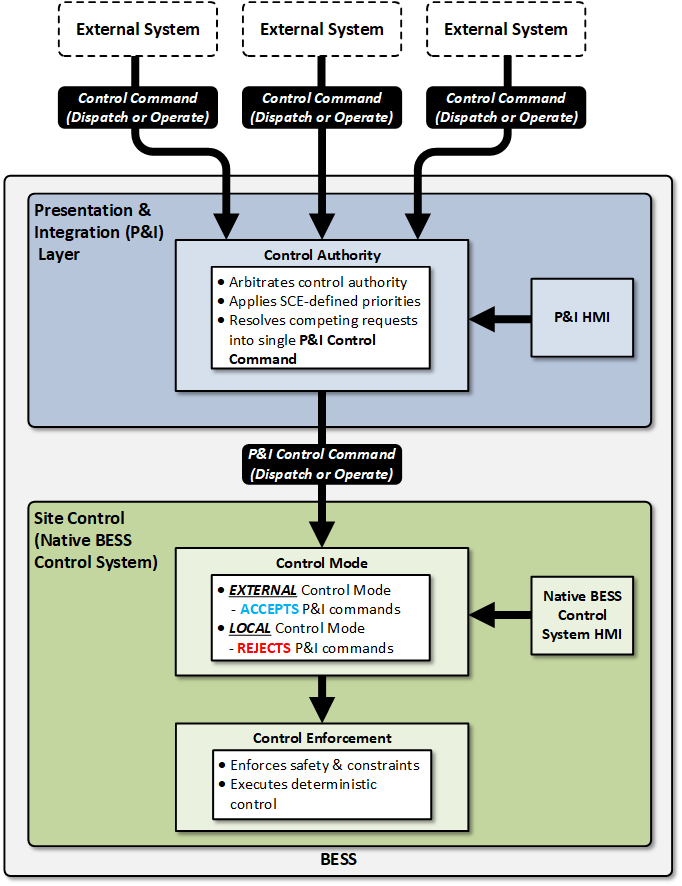 External System
External System
External System
Control Command
(Dispatch or Operate)
Control Command
(Dispatch or Operate)
Control Command
(Dispatch or Operate)
Presentation &
Integration (P&I)
Layer
Control Authority
• Arbitrates control authority
• Applies SCE-defined priorities
• Resolves competing requests
into single P&I Control
Command
P&I HMI
P&I Control Command
(Dispatch or Operate)
Site Control
(Native BESS
Control System)
Control Mode
• EXTERNAL Control Mode
- ACCEPTS P&I commands
• LOCAL Control Mode
- REJECTS P&I commands
Native BESS
Control
System HMI
Control Enforcement
• Enforces safety & constraints
• Executes deterministic
control
BESS